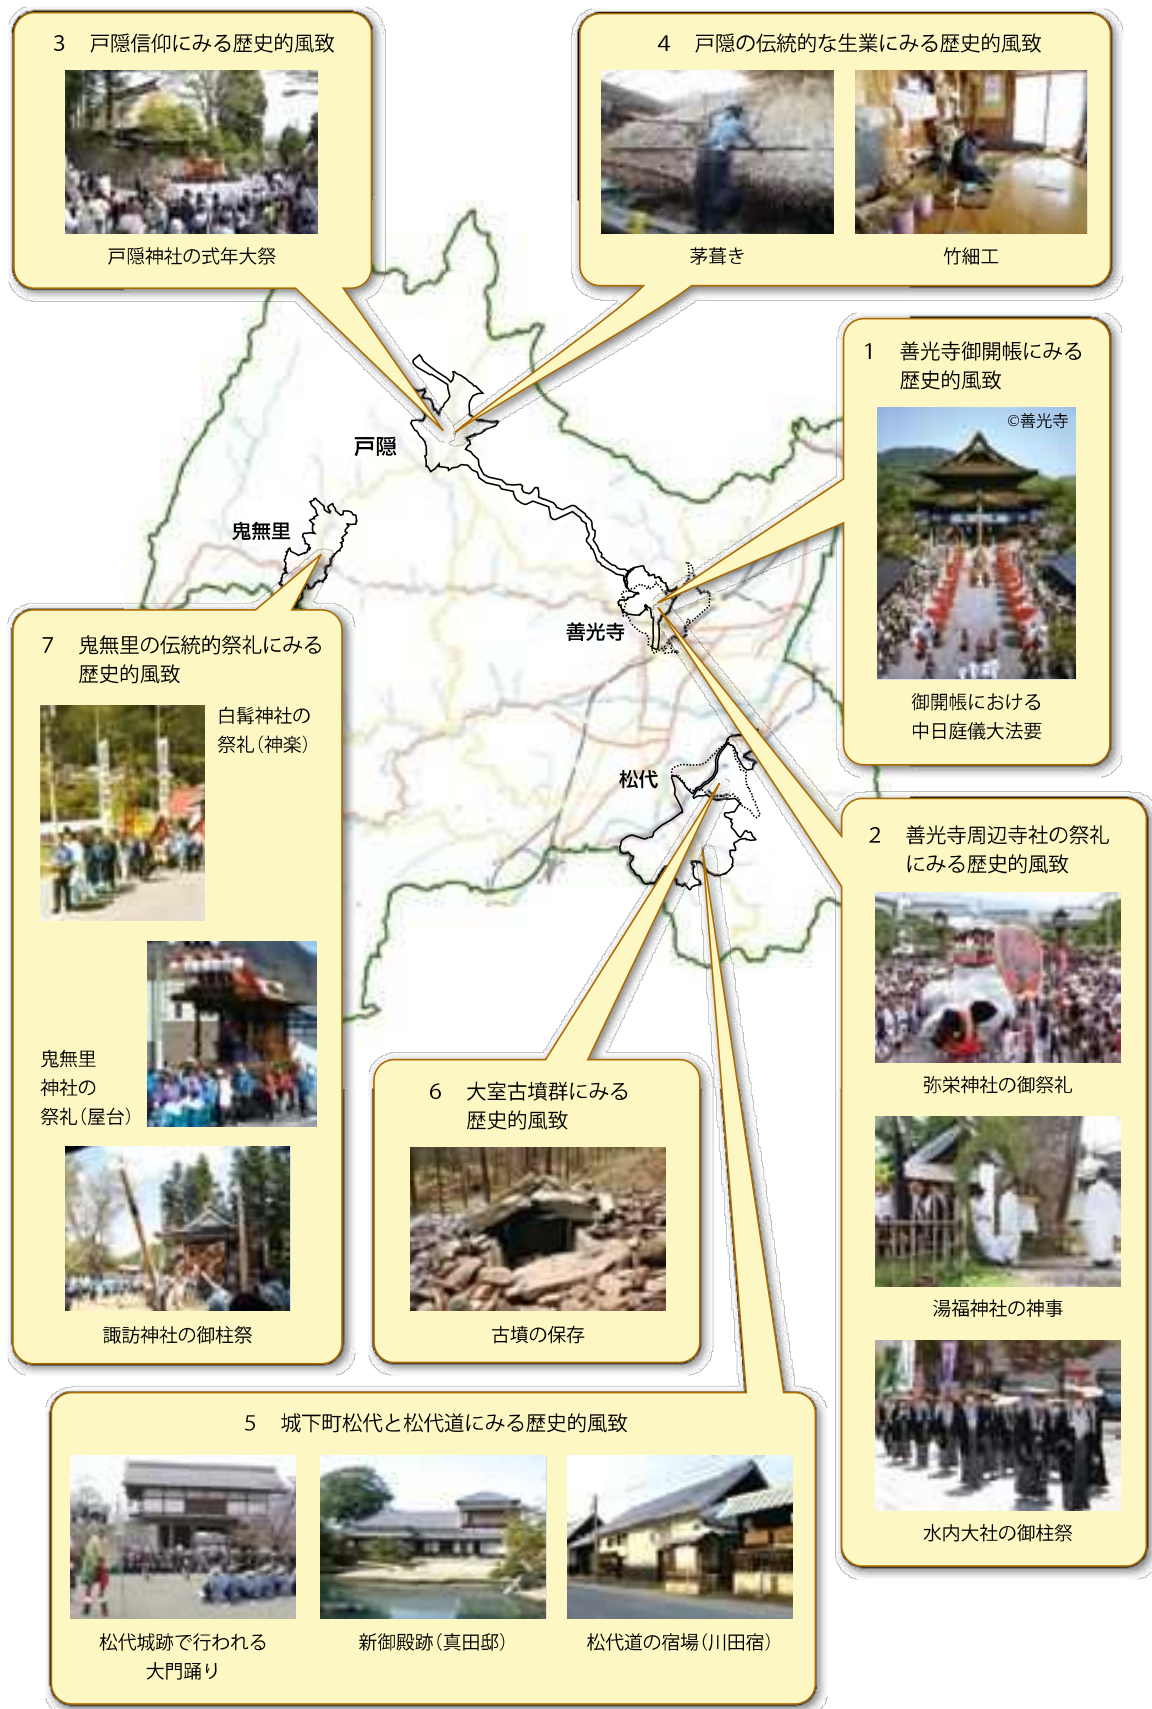 3 戸隠信仰にみる歴史的風致
戸隠神社の式年大祭
4 戸隠の伝統的な生業にみる歴史的風致
茅葺き
竹細工
1 善光寺御開帳にみる
歴史的風致
©善光寺
御開帳における
中日庭儀大法要
戸隠
鬼無里
善光寺
松代
7 鬼無里の伝統的祭礼にみる
歴史的風致
白髯神社の
祭礼（神楽）
鬼無里
神社の
祭礼（屋台）
諏訪神社の御柱祭
2 善光寺周辺寺社の祭礼
にみる歴史的風致
弥栄神社の御祭礼
湯福神社の神事
水内大社の御柱祭
6 大室古墳群にみる
歴史的風致
古墳の保存
5 城下町松代と松代道にみる歴史的風致
松代城跡で行われる
大門踊り
新御殿跡（真田邸）
松代道の宿場（川田宿）